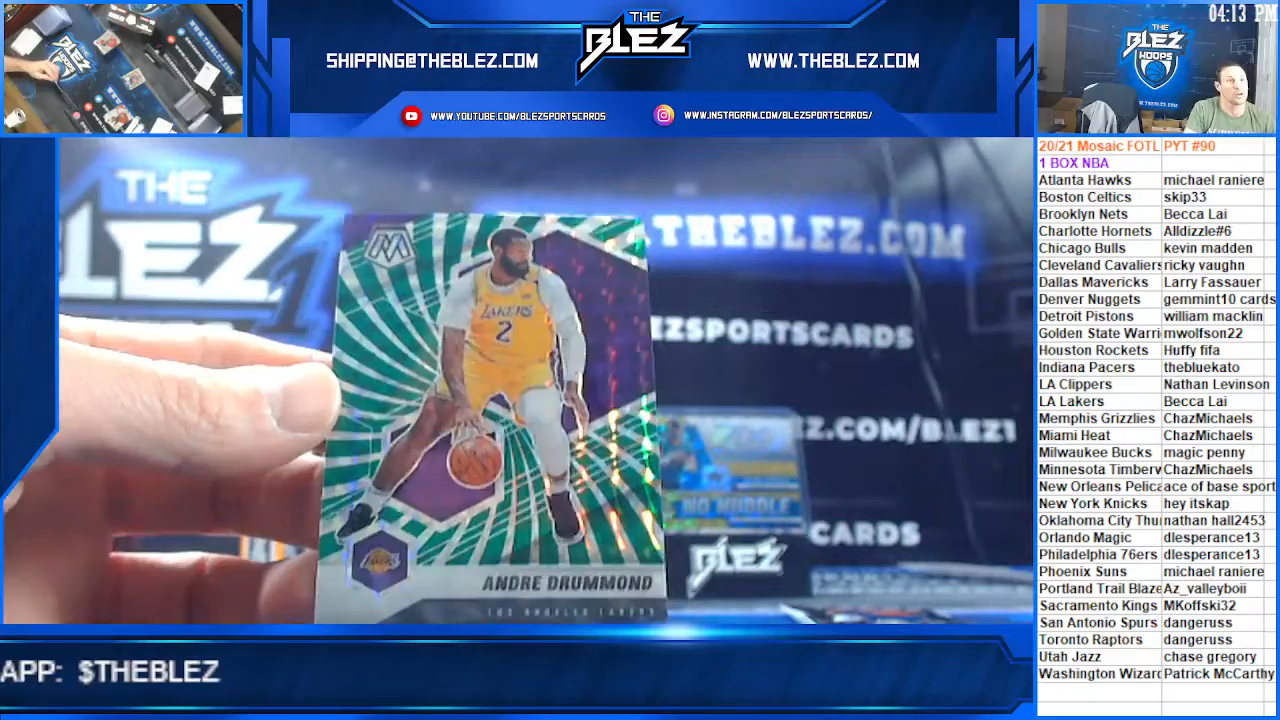 04:13 PM
THE
BLEZ
SHIPPING@THEBLEZ.COM
WWW.THEBLEZ.COM
WWW.YOUTUBE.COM/BLEZSPORTSCARDS
WWW.INSTAGRAM.COM/BLEZSPORTSCARDS/
THE
BLEZ
HOOPS
THE
BLEZ
.THEBLEZ.COM
EZSPORTSCARDS
Z.COM/BLEZ1
CARDS
NO HUDDLE
BLEZ
M
LAKERS
2
LAKERS
ANDRE DRUMMOND
LOS ANGELES LAKERS
APP: $THEBLEZ
20/21 Mosaic FOTL PYT #90
1 BOX NBA
Atlanta Hawks michael raniere
Boston Celtics skip33
Brooklyn Nets Becca Lai
Charlotte Hornets Alldizzle#6
Chicago Bulls kevin madden
Cleveland Cavaliers ricky vaughn
Dallas Mavericks Larry Fassauer
Denver Nuggets gemmint10 cards
Detroit Pistons william macklin
Golden State Warri mwolfson22
Houston Rockets Huffy fifa
Indiana Pacers thebluekato
LA Clippers Nathan Levinson
LA Lakers Becca Lai
Memphis Grizzlies ChazMichaels
Miami Heat ChazMichaels
Milwaukee Bucks magic penny
Minnesota Timberw ChazMichaels
New Orleans Pelica ace of base sport
New York Knicks hey itskap
Oklahoma City Thu nathan hall2453
Orlando Magic dlesperance13
Philadelphia 76ers dlesperance13
Phoenix Suns michael raniere
Portland Trail Blaze Az_valleyboii
Sacramento Kings MKoffski32
San Antonio Spurs dangeruss
Toronto Raptors dangeruss
Utah Jazz chase gregory
Washington Wizard Patrick McCarthy